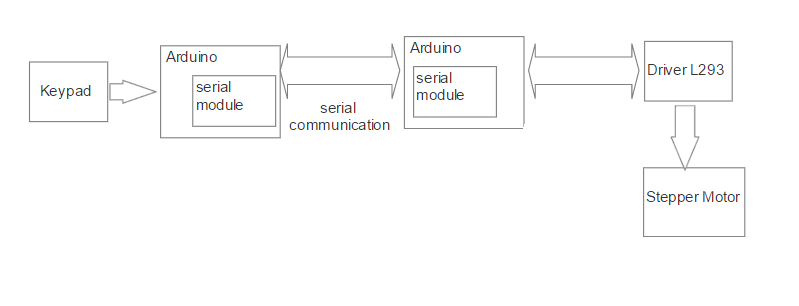 Keypad
Arduino
serial
module
serial
communication
Arduino
serial
module
Driver L293
Stepper Motor